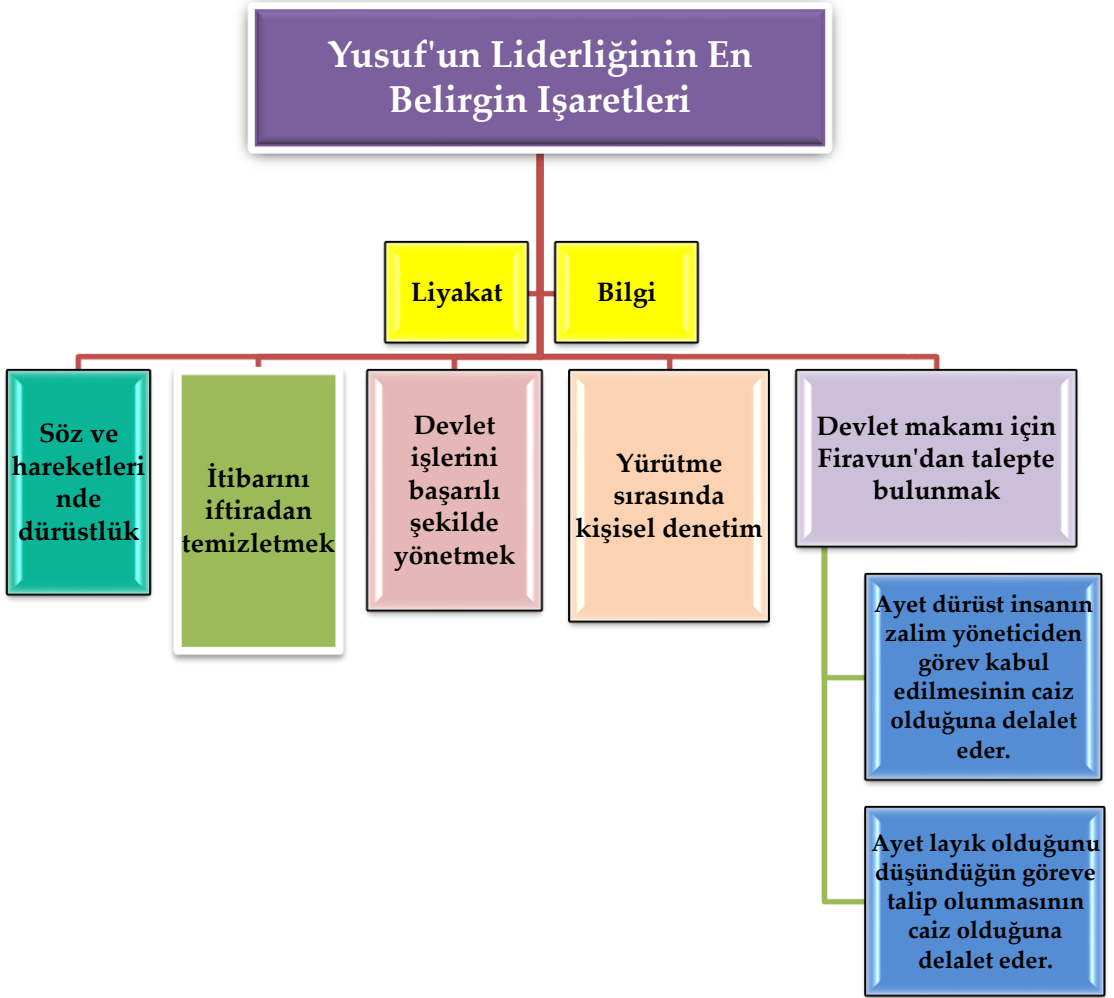 Yusuf'un Liderliğinin En
Belirgin Işaretleri
Liyakat
Bilgi
Söz ve
hareketleri
nde
dürüstlük
İtibarını
iftiradan
temizletmek
Devlet
işlerini
başarılı
şekilde
yönetmek
Yürütme
sırasında
kişisel denetim
Devlet makamı için
Firavun'dan talepte
bulunmak
Ayet dürüst insanın
zalim yöneticiden
görev kabul
edilmesinin caiz
olduğuna delalet
eder.
Ayet layık olduğunu
düşündüğün göreve
talip olunmasının
caiz olduğuna
delalet eder.